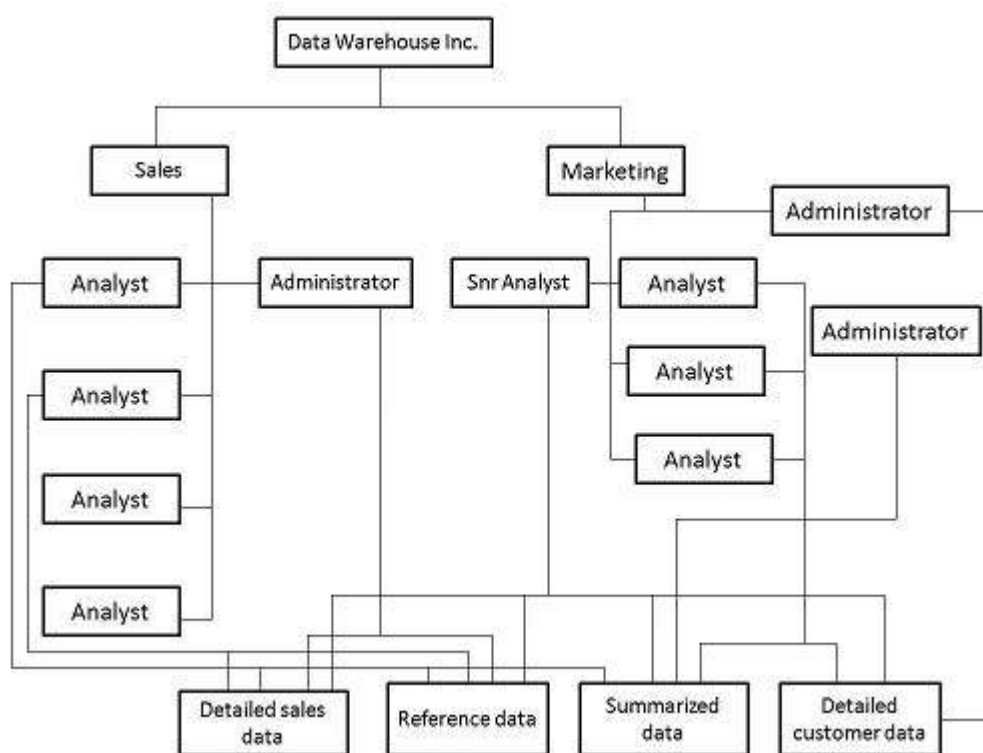 Data Warehouse Inc.
Sales
Marketing
Administrator
Analyst
Administrator
Snr Analyst
Analyst
Administrator
Analyst
Analyst
Analyst
Analyst
Analyst
Detailed sales
data
Reference data
Summarized
data
Detailed
customer data